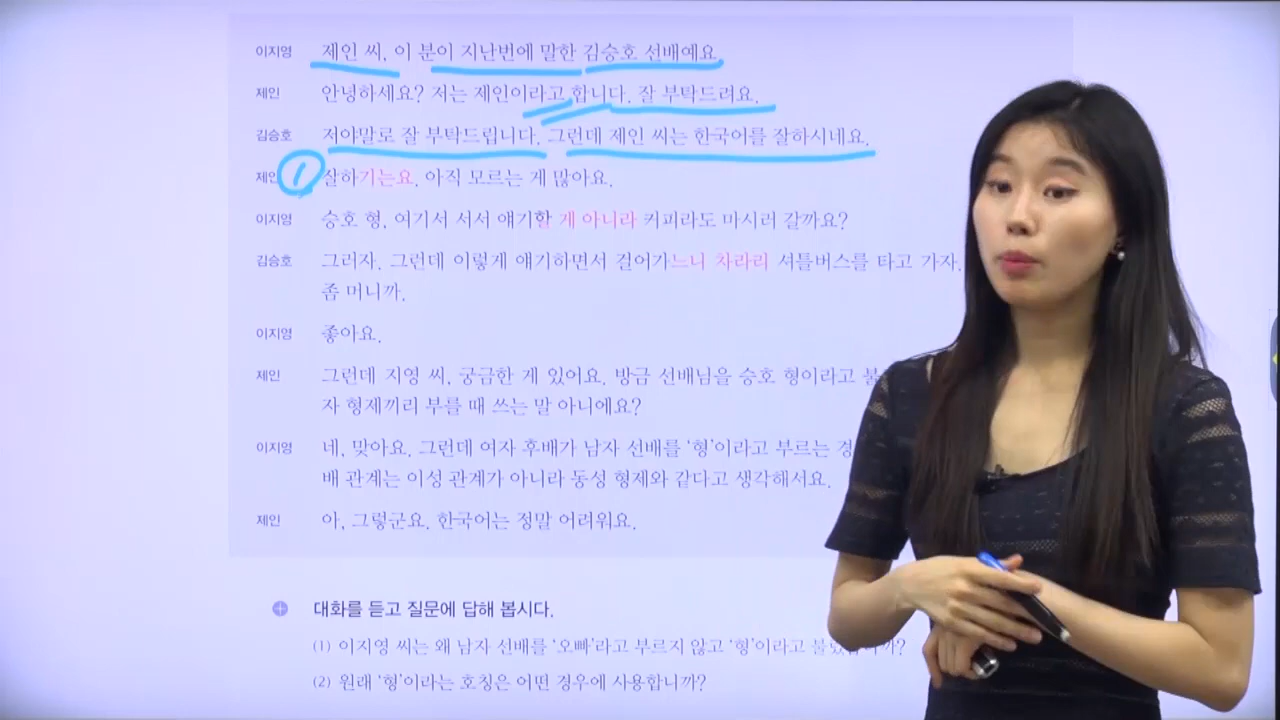 이지영 제인 씨, 이 분이 지난번에 말한 김승호 선배예요.
제인 안녕하세요? 저는 제인이라고 합니다. 잘 부탁드려요.
김승호 저야말로 잘 부탁드립니다. 그런데 제인 씨는 한국어를 잘하시네요.
제인 1 잘하기는요. 아직 모르는 게 많아요.
이지영 승호 형, 여기서 서서 얘기할 게 아니라 커피라도 마시러 갈까요?
김승호 그러자. 그런데 이렇게 얘기하면서 걸어가느니 차라리 셔틀버스를 타고 가자.
좀 머니까.
이지영 좋아요.
제인 그런데 지영 씨, 궁금한 게 있어요. 방금 선배님을 승호 형이라고
자 형제끼리 부를 때 쓰는 말 아니에요?
이지영 네, 맞아요. 그런데 여자 후배가 남자 선배를 '형'이라고 부르는
배 관계는 이성 관계가 아니라 동성 형제와 같다고 생각해서요.
제인 아, 그렇군요. 한국어는 정말 어려워요.
대화를 듣고 질문에 답해 봅시다.
(1) 이지영 씨는 왜 남자 선배를 '오빠'라고 부르지 않고 '형'이라고
(2) 원래 '형'이라는 호칭은 어떤 경우에 사용합니까?